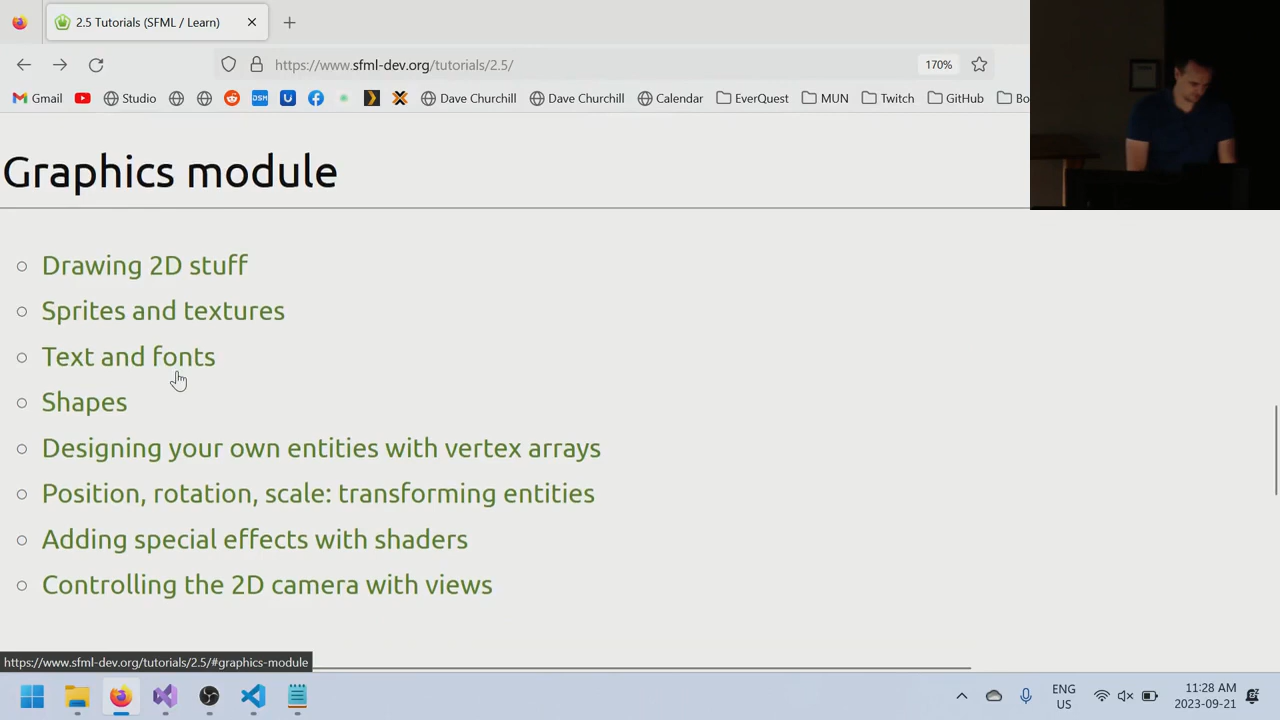 2.5 Tutorials (SFML / Learn)
https://www.sfml-dev.org/tutorials/2.5/
170%
Gmail
Studio
DSM
Dave Churchill
Dave Churchill
Calendar
EverQuest
MUN
Twitch
GitHub
Bo
Graphics module
Drawing 2D stuff
Sprites and textures
Text and fonts
Shapes
Designing your own entities with vertex arrays
Position, rotation, scale: transforming entities
Adding special effects with shaders
Controlling the 2D camera with views
https://www.sfml-dev.org/tutorials/2.5/#graphics-module
ENG
US
11:28 AM
2023-09-21